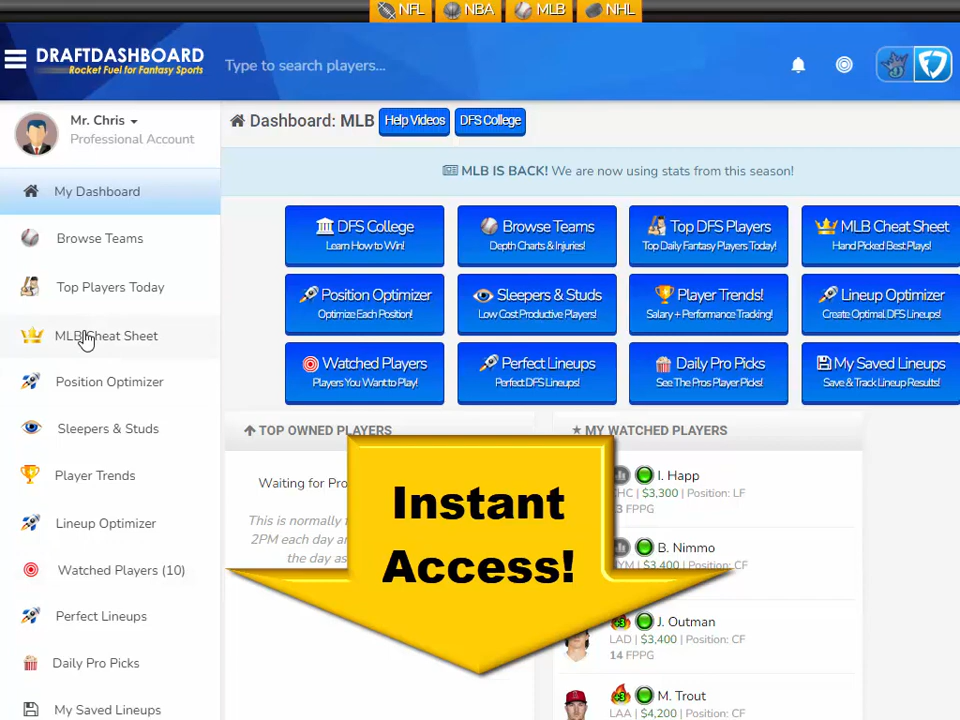 NFL NBA MLB NHL
DRAFTDASHBOARD
Rocket Fuel for Fantasy Sports
Type to search players...
Mr. Chris
Professional Account
Dashboard: MLB Help Videos DFS College
MLB IS BACK! We are now using stats from this season!
My Dashboard
Browse Teams
Top Players Today
MLB Cheat Sheet
Position Optimizer
Sleepers & Studs
Player Trends
Lineup Optimizer
Watched Players (10)
Perfect Lineups
Daily Pro Picks
My Saved Lineups
DFS College
Learn How to Win!
Browse Teams
Depth Charts & Injuries!
Top DFS Players
Top Daily Fantasy Players Today!
MLB Cheat Sheet
Hand Picked Best Plays!
Position Optimizer
Optimize Each Position!
Sleepers & Studs
Low Cost Productive Players!
Player Trends!
Salary + Performance Tracking!
Lineup Optimizer
Create Optimal DFS Lineups!
Watched Players
Players You Want to Play!
Perfect Lineups
Perfect DFS Lineups!
Daily Pro Picks
See The Pros Player Picks!
My Saved Lineups
Save & Track Lineup Results!
TOP OWNED PLAYERS
Waiting for Pro
This is normally
2PM each day
the day as
Instant
Access!
MY WATCHED PLAYERS
I. Happ
CHC | $3,300 | Position: LF
FPPG
B. Nimmo
NYM | $3,400 | Position: CF
FPPG
+3 J. Outman
LAD | $3,400 | Position: CF
14 FPPG
+3 M. Trout
LAA | $4,200 | Position: CF